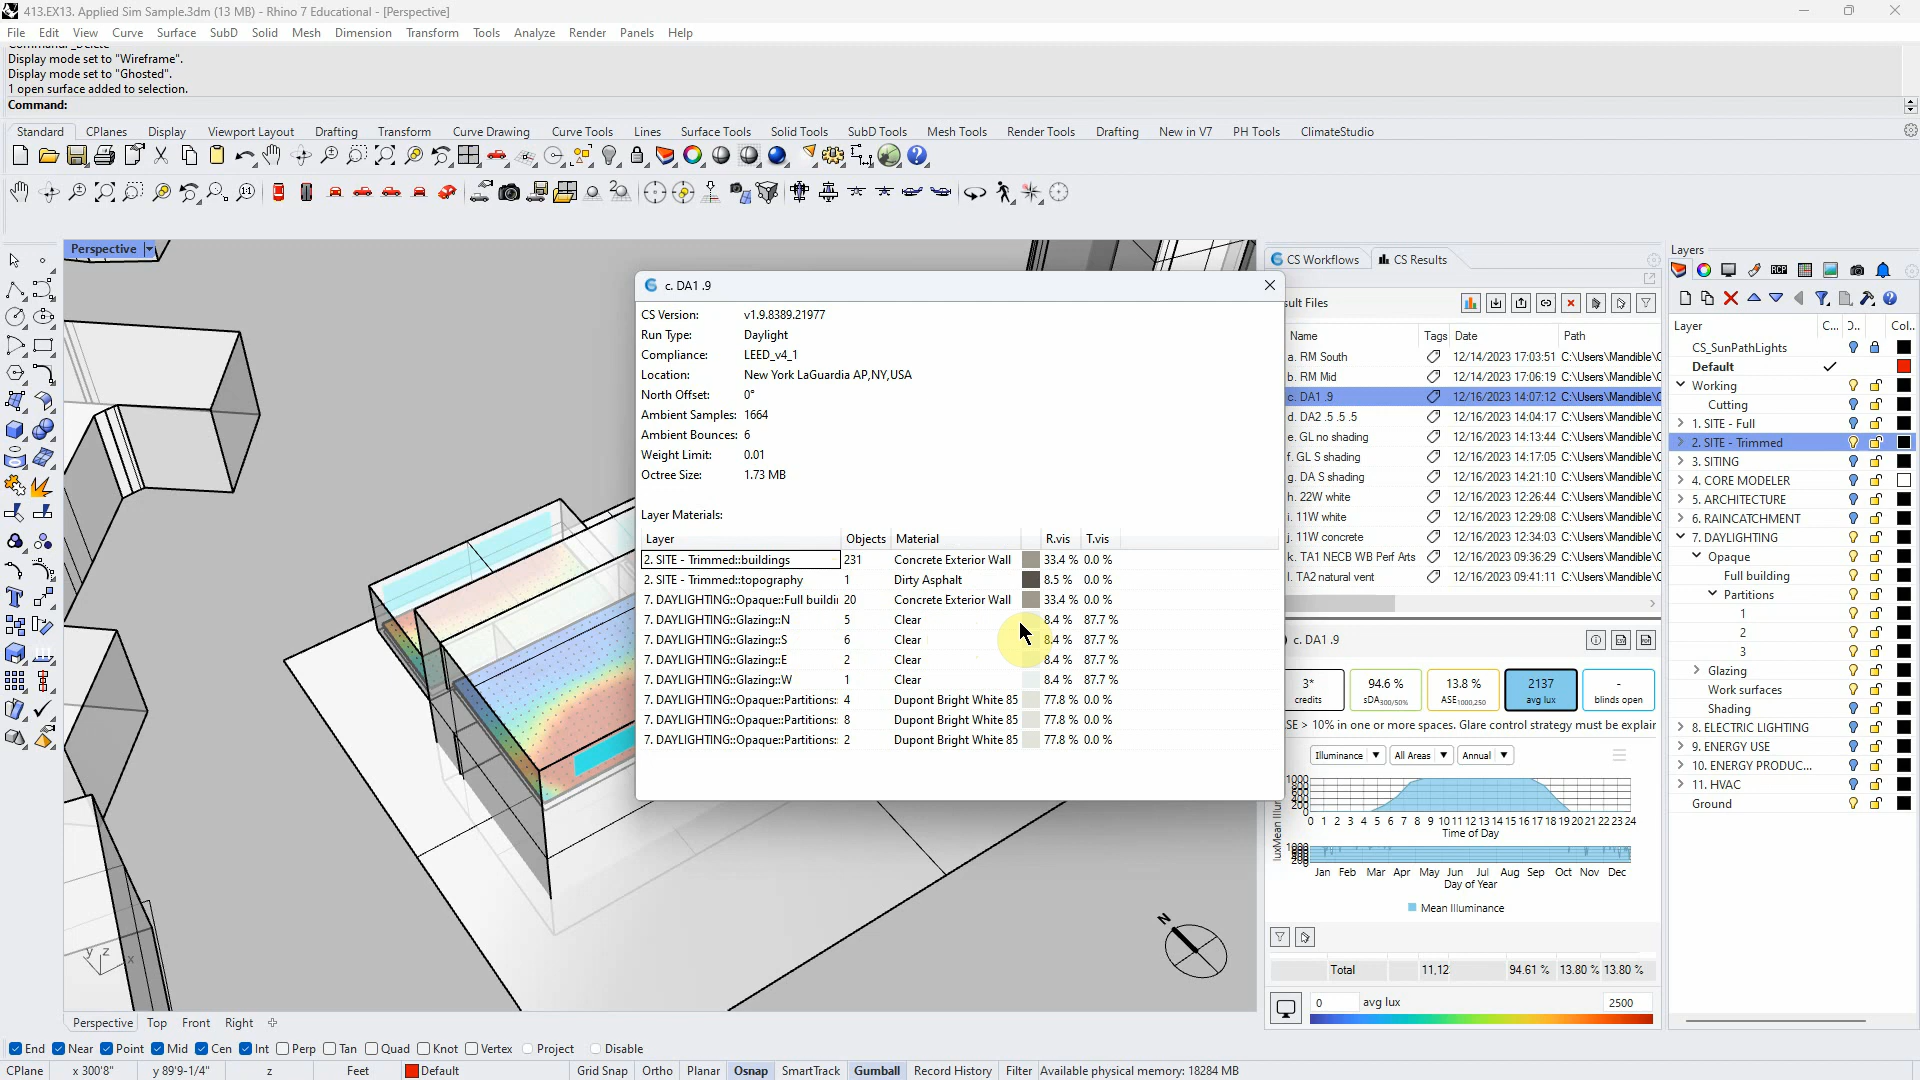 413.EX13. Applied Sim Sample.3dm (13 MB) - Rhino 7 Educational - [Perspective]
File Edit View Curve Surface SubD Solid Mesh Dimension Transform Tools Analyze Render Panels Help
Display mode set to "Wireframe".
Display mode set to "Ghosted".
1 open surface added to selection.
Command:
Standard CPlanes Display Viewport Layout Drafting Transform Curve Drawing Curve Tools Lines Surface Tools Solid Tools SubD Tools Mesh Tools Render Tools Drafting New in V7 PH Tools ClimateStudio
Perspective
c. DA1 .9
CS Version: v1.9.8389.21977
Run Type: Daylight
Compliance: LEED_v4_1
Location: New York LaGuardia AP,NY,USA
North Offset: 0°
Ambient Samples: 1664
Ambient Bounces: 6
Weight Limit: 0.01
Octree Size: 1.73 MB
Layer Materials:
Layer Objects Material R.vis T.vis
2. SITE - Trimmed::buildings 231 Concrete Exterior Wall 33.4 % 0.0 %
2. SITE - Trimmed::topography 1 Dirty Asphalt 8.5 % 0.0 %
7. DAYLIGHTING::Opaque::Full buildi 20 Concrete Exterior Wall 33.4 % 0.0 %
7. DAYLIGHTING::Glazing::N 5 Clear 8.4 % 87.7 %
7. DAYLIGHTING::Glazing::S 6 Clear 8.4 % 87.7 %
7. DAYLIGHTING::Glazing::E 2 Clear 8.4 % 87.7 %
7. DAYLIGHTING::Glazing::W 1 Clear 8.4 % 87.7 %
7. DAYLIGHTING::Opaque::Partitions: 4 Dupont Bright White 85 77.8 % 0.0 %
7. DAYLIGHTING::Opaque::Partitions: 8 Dupont Bright White 85 77.8 % 0.0 %
7. DAYLIGHTING::Opaque::Partitions: 2 Dupont Bright White 85 77.8 % 0.0 %
N
y z x
CS Workflows CS Results
sult Files
Name Tags Date Path
a. RM South 12/14/2023 17:03:51 C:\Users\Mandible\C
b. RM Mid 12/14/2023 17:06:19 C:\Users\Mandible\C
c. DA1 .9 12/16/2023 14:07:12 C:\Users\Mandible\C
d. DA2 .5 .5 .5 12/16/2023 14:04:17 C:\Users\Mandible\C
e. GL no shading 12/16/2023 14:13:44 C:\Users\Mandible\C
f. GL S shading 12/16/2023 14:17:05 C:\Users\Mandible\C
g. DA S shading 12/16/2023 14:21:10 C:\Users\Mandible\C
h. 22W white 12/16/2023 12:26:44 C:\Users\Mandible\C
i. 11W white 12/16/2023 12:29:08 C:\Users\Mandible\C
j. 11W concrete 12/16/2023 12:34:03 C:\Users\Mandible\C
k. TA1 NECB WB Perf Arts 12/16/2023 09:36:29 C:\Users\Mandible\C
l. TA2 natural vent 12/16/2023 09:41:11 C:\Users\Mandible\C
c. DA1 .9
3* credits
94.6 % sDA300/50%
13.8 % ASE1000,250
2137 avg lux
- blinds open
SE > 10% in one or more spaces. Glare control strategy must be explair
Illuminance All Areas Annual
0 1 2 3 4 5 6 7 8 9 10 11 12 13 14 15 16 17 18 19 20 21 22 23 24
Time of Day
Jan Feb Mar Apr May Jun Jul Aug Sep Oct Nov Dec
Day of Year
Mean Illuminance
Total 11,12 94.61 % 13.80 % 13.80 %
0 avg lux 2500
Layers
Layer Col..
CS_SunPathLights
Default
Working
Cutting
1. SITE - Full
2. SITE - Trimmed
3. SITING
4. CORE MODELER
5. ARCHITECTURE
6. RAINCATCHMENT
7. DAYLIGHTING
Opaque
Full building
Partitions
1
2
3
Glazing
Work surfaces
Shading
8. ELECTRIC LIGHTING
9. ENERGY USE
10. ENERGY PRODUC...
11. HVAC
Ground
Perspective Top Front Right
End Near Point Mid Cen Int Perp Tan Quad Knot Vertex Project Disable
CPlane x 300'8" y 89'9-1/4" z Feet Default Grid Snap Ortho Planar Osnap SmartTrack Gumball Record History Filter Available physical memory: 18284 MB